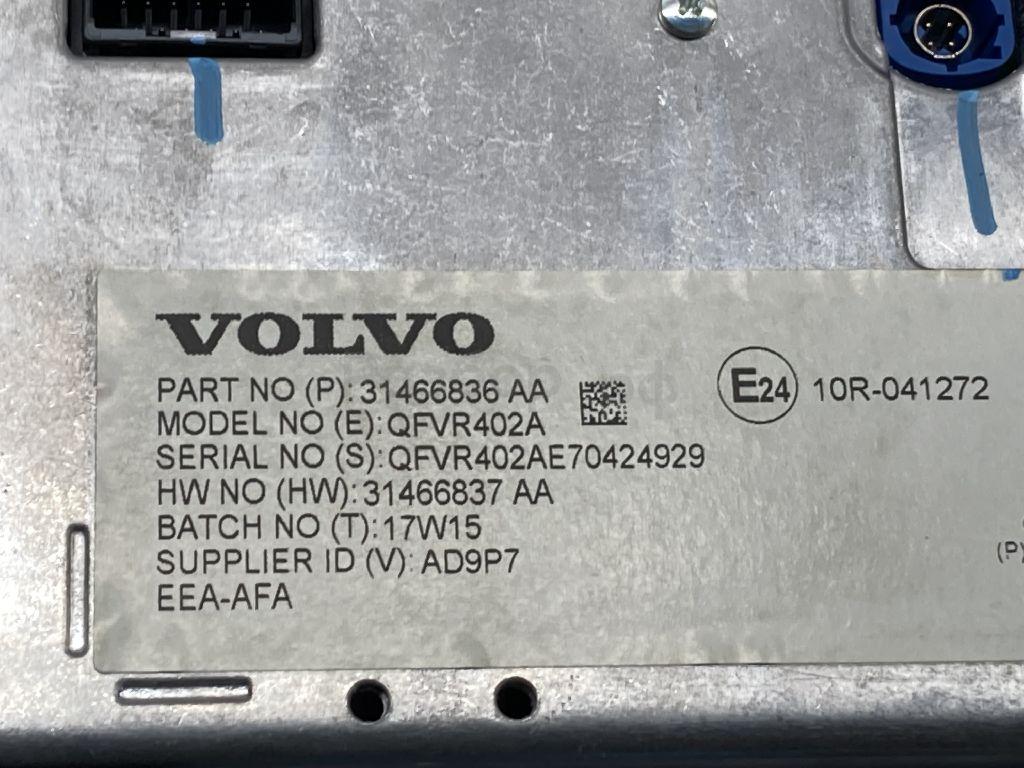 VOLVO
PART NO (P): 31466836 AA
MODEL NO (E): QFVR402A
SERIAL NO (S): QFVR402AE70424929
HW NO (HW): 31466837 AA
BATCH NO (T): 17W15
SUPPLIER ID (V): AD9P7
EEA-AFA
E24 10R-041272